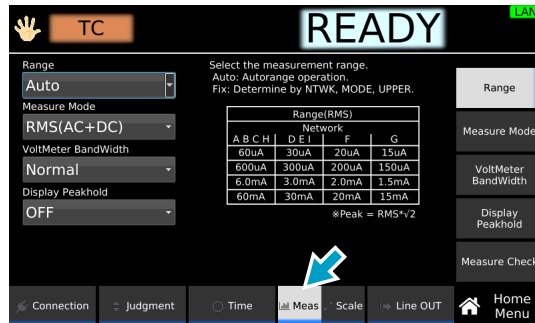 TC
READY
LAN
Range
Auto
Measure Mode
RMS(AC+DC)
VoltMeter BandWidth
Normal
Display Peakhold
OFF
Select the measurement range.
Auto: Autorange operation.
Fix: Determine by NTWK, MODE, UPPER.
Range(RMS)
Network
A B C H D E I F G
60uA 30uA 20uA 15uA
600uA 300uA 200uA 150uA
6.0mA 3.0mA 2.0mA 1.5mA
60mA 30mA 20mA 15mA
※Peak = RMS*√2
Range
Measure Mode
VoltMeter
BandWidth
Display
Peakhold
Measure Check
Connection
Judgment
Time
Meas
Scale
Line OUT
Home
Menu